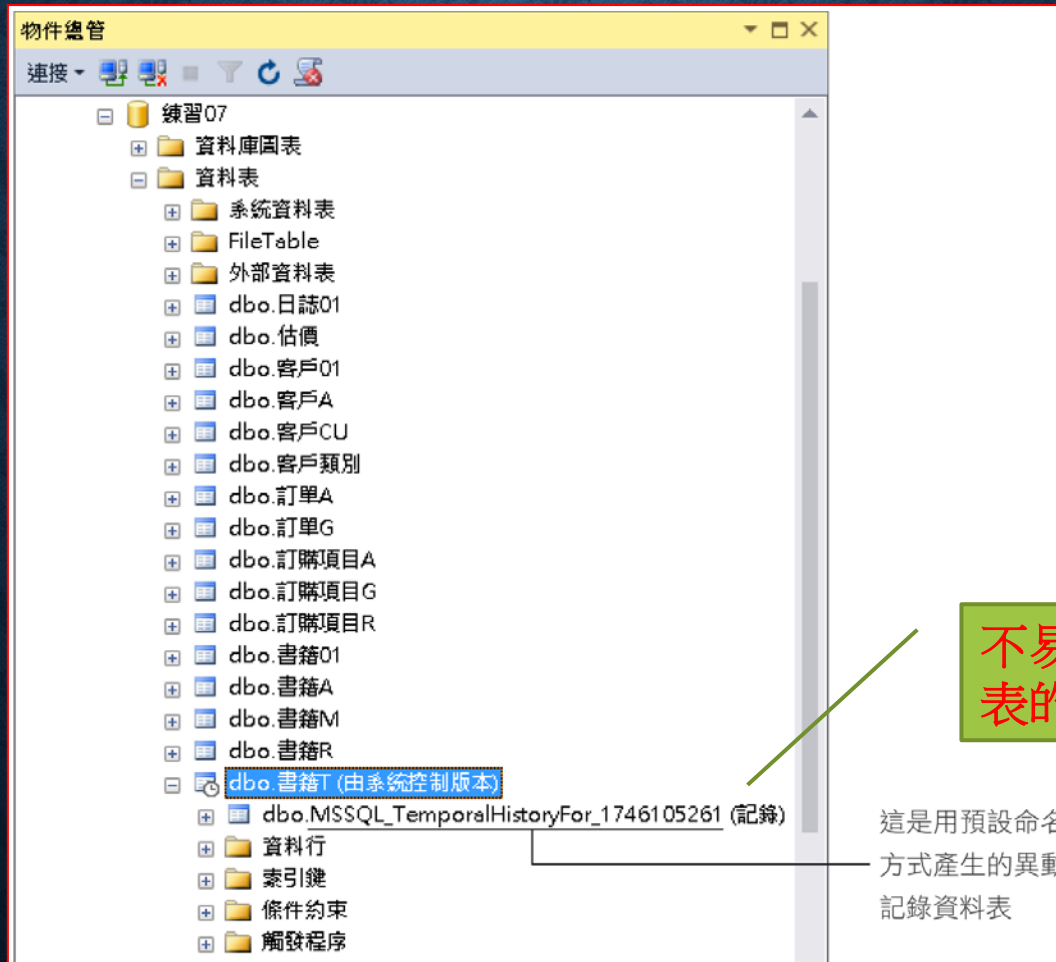 物件總管
連接
練習07
資料庫圖表
資料表
系統資料表
FileTable
外部資料表
dbo.日誌01
dbo.估價
dbo.客戶01
dbo.客戶A
dbo.客戶CU
dbo.客戶類別
dbo.訂單A
dbo.訂單G
dbo.訂購項目A
dbo.訂購項目G
dbo.訂購項目R
dbo.書籍01
dbo.書籍A
dbo.書籍M
dbo.書籍R
dbo.書籍T (由系統控制版本)
dbo.MSSQL_TemporalHistoryFor_1746105261 (記錄)
資料行
索引鍵
條件約束
觸發程序
不易
表的
這是用預設命名
方式產生的異動
記錄資料表